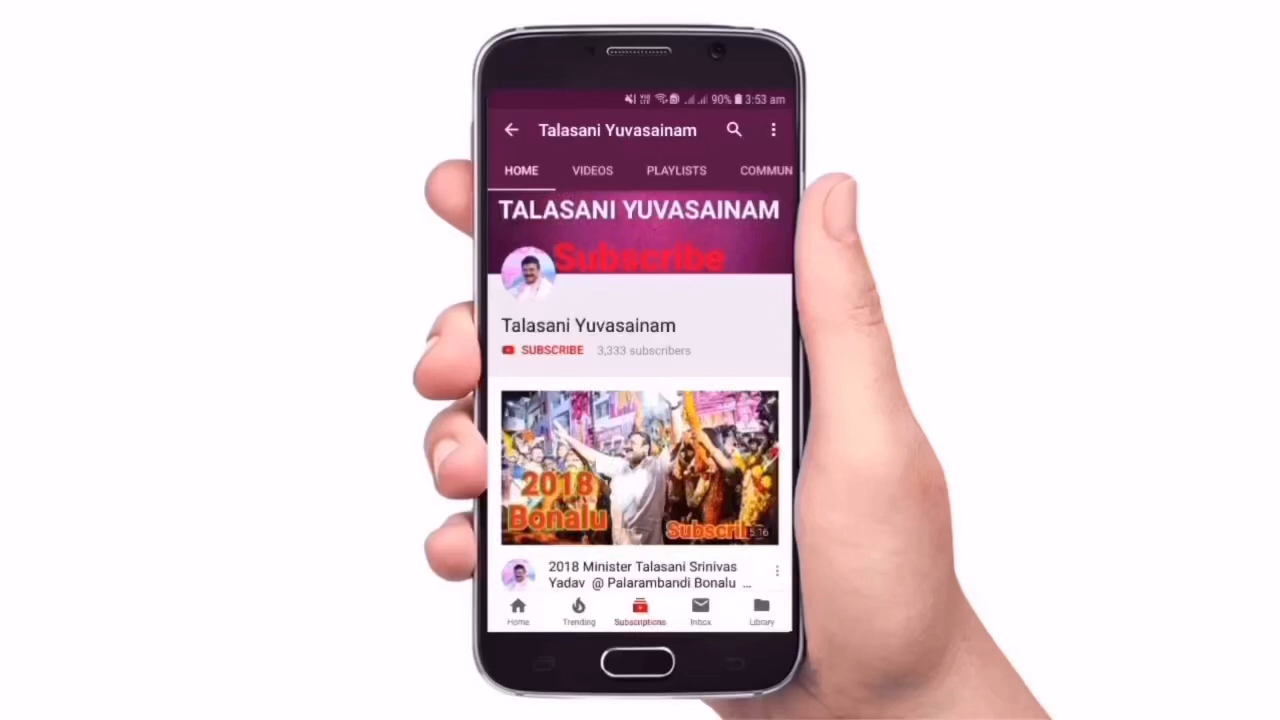 90% 3:53 am
Talasani Yuvasainam
HOME VIDEOS PLAYLISTS COMMUN
TALASANI YUVASAINAM
Subscribe
Talasani Yuvasainam
SUBSCRIBE 3,333 subscribers
2018
Bonalu
Subscri
5:16
2018 Minister Talasani Srinivas
Yadav @ Palarambandi Bonalu ...
Home Trending Subscriptions Inbox Library